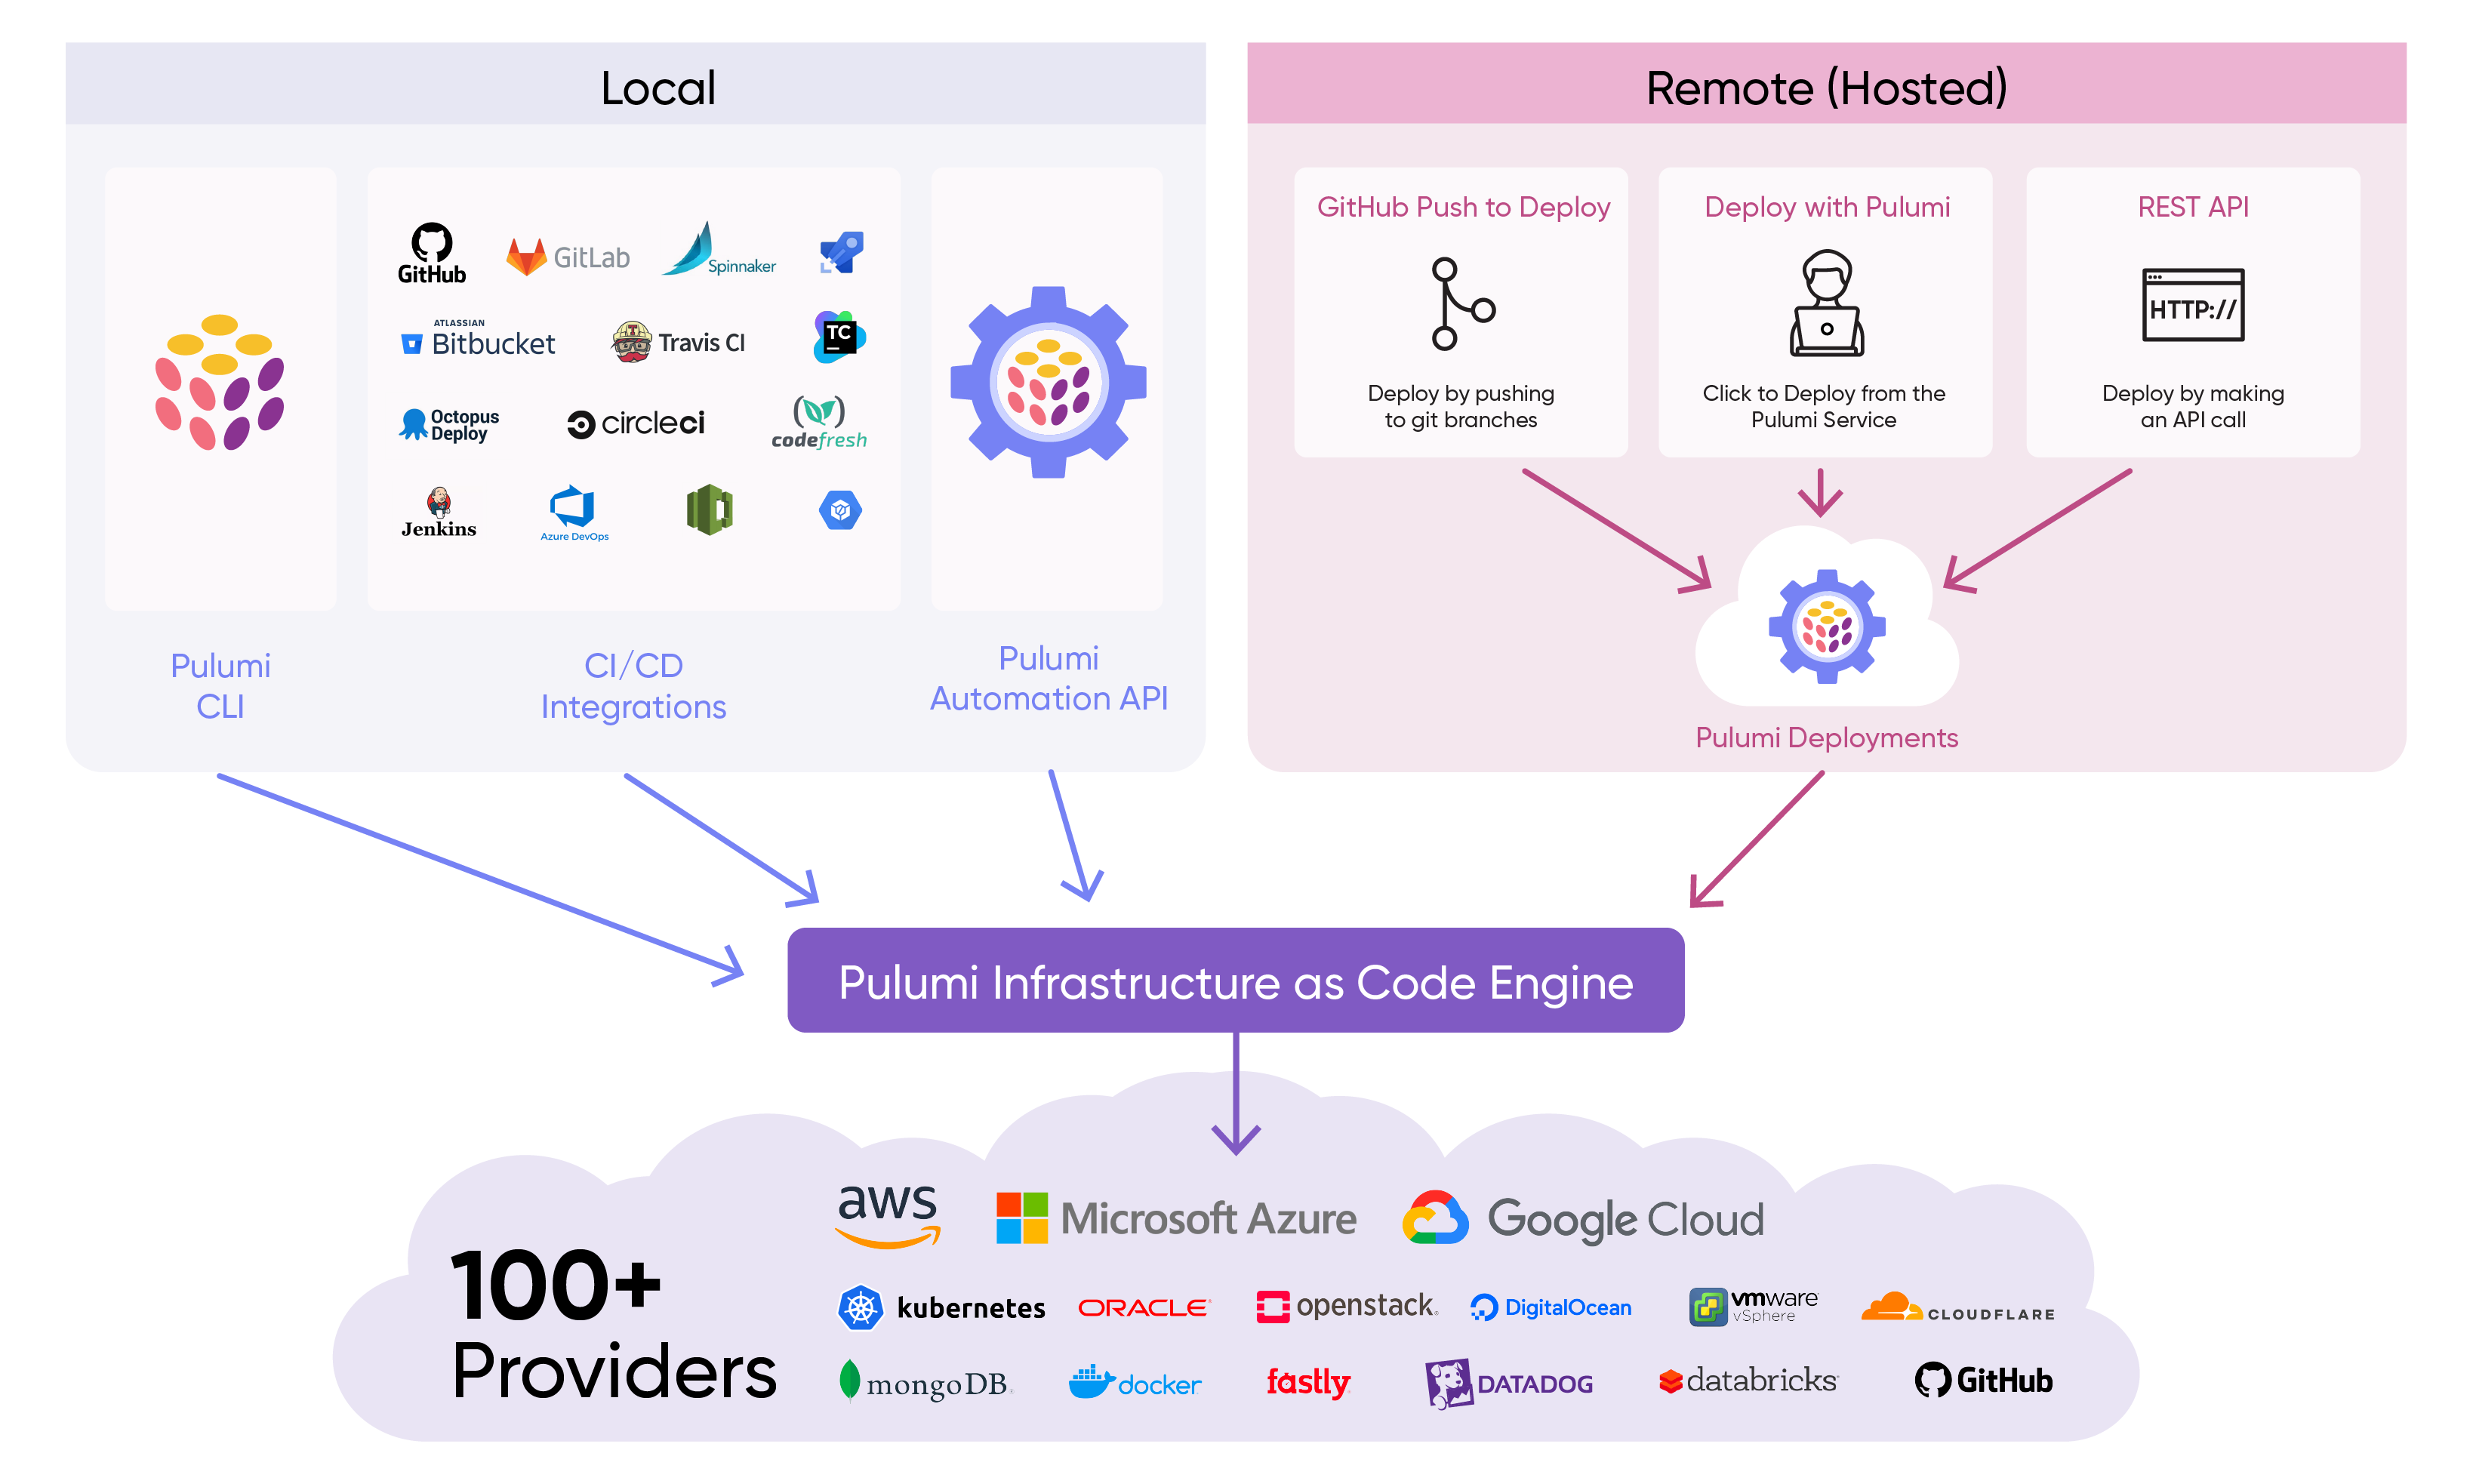 Local
Remote (Hosted)
GitHub
GitLab
Spinnaker
ATLASSIAN
Bitbucket
Travis CI
TC
Octopus
Deploy
circleci
codefresh
Jenkins
Azure DevOps
Pulumi
CLI
CI/CD
Integrations
Pulumi
Automation API
GitHub Push to Deploy
Deploy by pushing
to git branches
Deploy with Pulumi
Click to Deploy from the
Pulumi Service
REST API
HTTP://
Deploy by making
an API call
Pulumi Deployments
Pulumi Infrastructure as Code Engine
100+
Providers
aws
Microsoft Azure
Google Cloud
kubernetes
ORACLE
openstack
DigitalOcean
vmware
vSphere
CLOUDFLARE
mongoDB
docker
fastly
DATADOG
databricks
GitHub